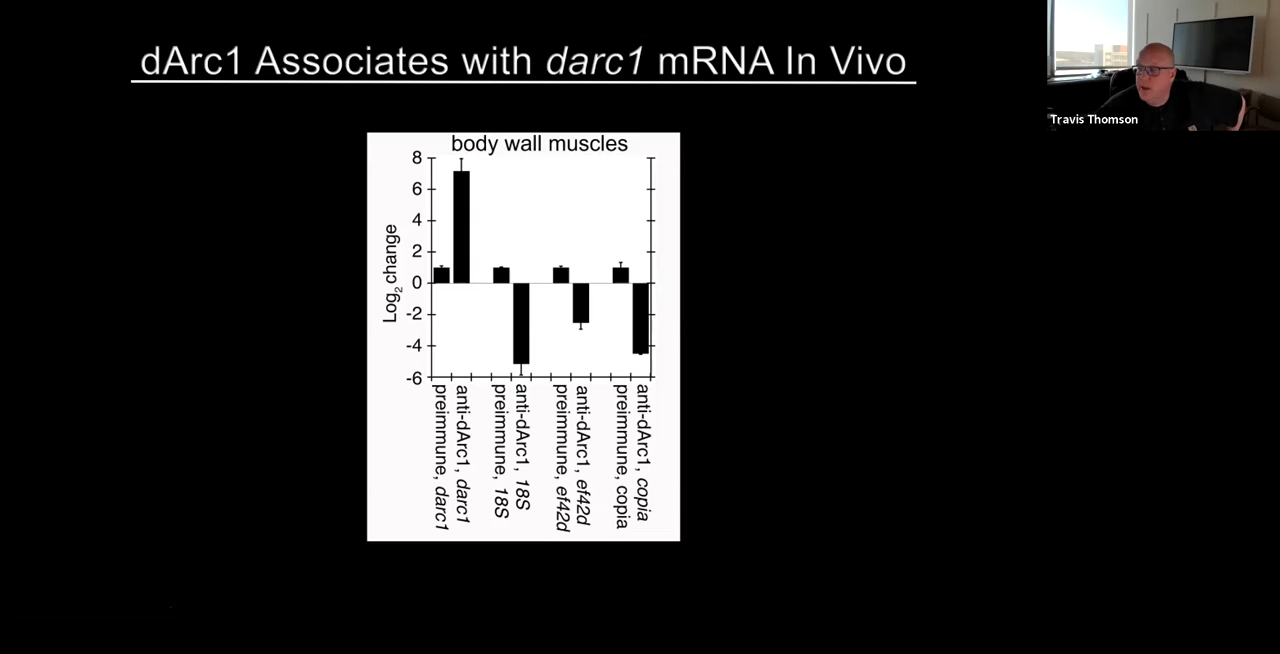 dArc1 Associates with darc1 mRNA In Vivo
Travis Thomson
body wall muscles
Log2 change
8
6
4
2
0
-2
-4
-6
preimmune, darc1
anti-dArc1, darc1
preimmune, 18S
anti-dArc1, 18S
preimmune, ef42d
anti-dArc1, ef42d
preimmune, copia
anti-dArc1, copia